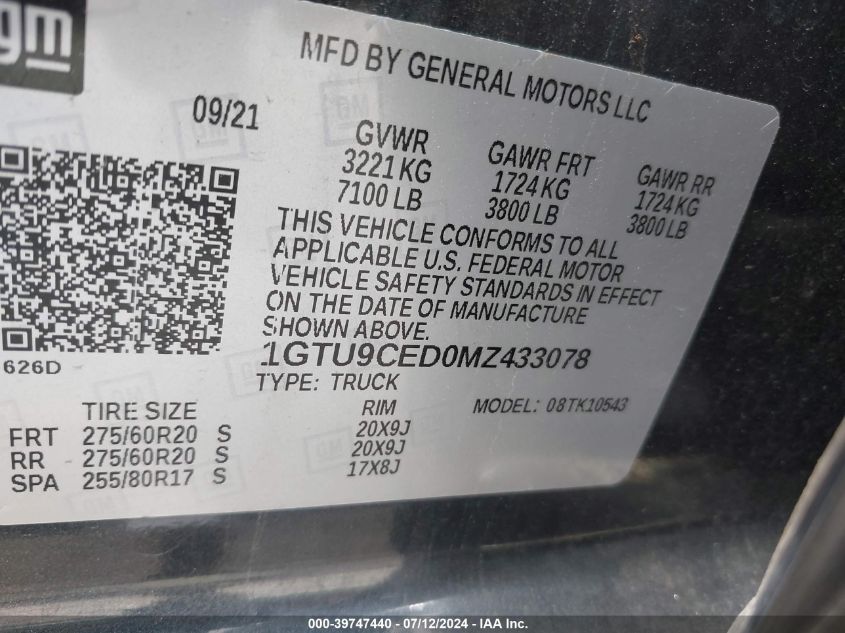 gm
MFD BY GENERAL MOTORS LLC
09/21
GVWR
3221 KG
7100 LB
GAWR FRT
1724 KG
3800 LB
GAWR RR
1724 KG
3800 LB
THIS VEHICLE CONFORMS TO ALL
APPLICABLE U.S. FEDERAL MOTOR
VEHICLE SAFETY STANDARDS IN EFFECT
ON THE DATE OF MANUFACTURE
SHOWN ABOVE.
1GTU9CED0MZ433078
626D
TYPE: TRUCK
MODEL: 08TK10543
TIRE SIZE RIM
FRT 275/60R20 S 20X9J
RR 275/60R20 S 20X9J
SPA 255/80R17 S 17X8J
000-39747440 - 07/12/2024 - IAA Inc.